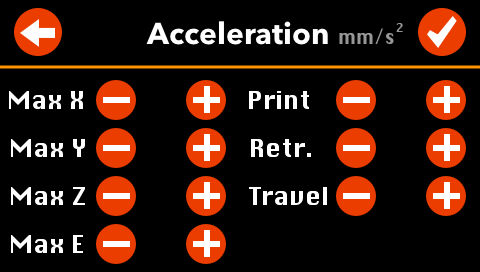 Acceleration mm/s²
Max X Print
Max Y Retr.
Max Z Travel
Max E